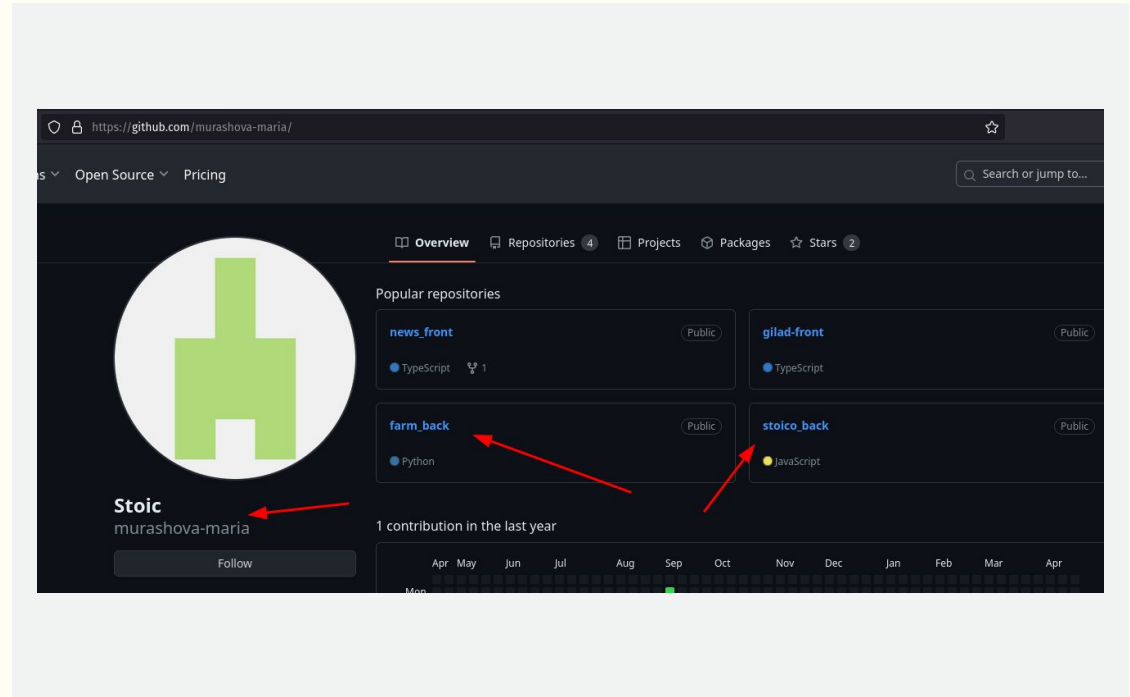 https://github.com/murashova-maria/
ns Open Source Pricing
Search or jump to...
Overview Repositories 4 Projects Packages Stars 2
Popular repositories
news_front Public
TypeScript 1
gilad-front Public
TypeScript
farm_back Public
Python
stoico_back Public
JavaScript
Stoic
murashova-maria
Follow
1 contribution in the last year
Apr May Jun Jul Aug Sep Oct Nov Dec Jan Feb Mar Apr
Mon